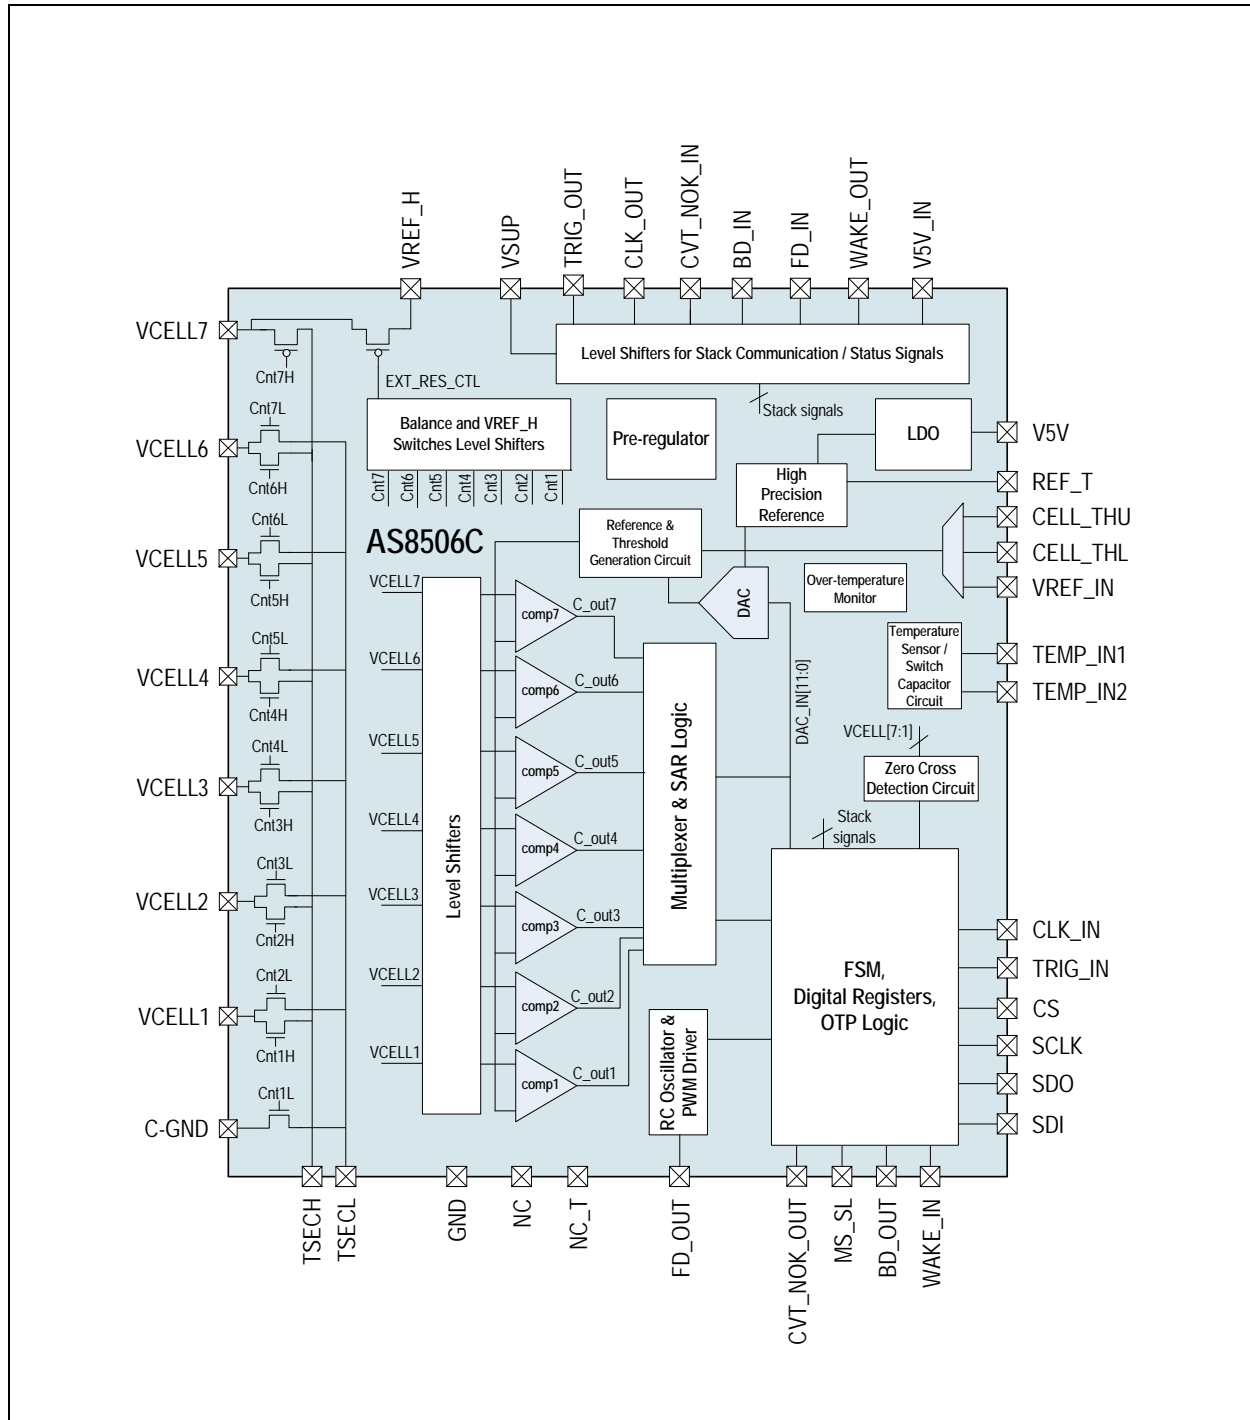 VREF_H
VSUP
TRIG_OUT
CLK_OUT
CVT_NOK_IN
BD_IN
FD_IN
WAKE_OUT
V5V_IN
VCELL7
VCELL6
VCELL5
VCELL4
VCELL3
VCELL2
VCELL1
C-GND
Cnt7H
Cnt7L
Cnt6H
Cnt6L
Cnt5H
Cnt5L
Cnt4H
Cnt4L
Cnt3H
Cnt3L
Cnt2H
Cnt2L
Cnt1H
Cnt1L
EXT_RES_CTL
Balance and VREF_H
Switches Level Shifters
Cnt7
Cnt6
Cnt5
Cnt4
Cnt3
Cnt2
Cnt1
Level Shifters for Stack Communication / Status Signals
Stack signals
Pre-regulator
LDO
High
Precision
Reference
AS8506C
Reference &
Threshold
Generation Circuit
DAC
Over-temperature
Monitor
Temperature
Sensor /
Switch
Capacitor
Circuit
VCELL7
VCELL6
VCELL5
VCELL4
VCELL3
VCELL2
VCELL1
Level Shifters
comp7
comp6
comp5
comp4
comp3
comp2
comp1
C_out7
C_out6
C_out5
C_out4
C_out3
C_out2
C_out1
Multiplexer & SAR Logic
DAC_IN[11:0]
VCELL[7:1]
Zero Cross
Detection Circuit
Stack
signals
FSM,
Digital Registers,
OTP Logic
RC Oscillator &
PWM Driver
V5V
REF_T
CELL_THU
CELL_THL
VREF_IN
TEMP_IN1
TEMP_IN2
CLK_IN
TRIG_IN
CS
SCLK
SDO
SDI
TSECH
TSECL
GND
NC
NC_T
FD_OUT
CVT_NOK_OUT
MS_SL
BD_OUT
WAKE_IN